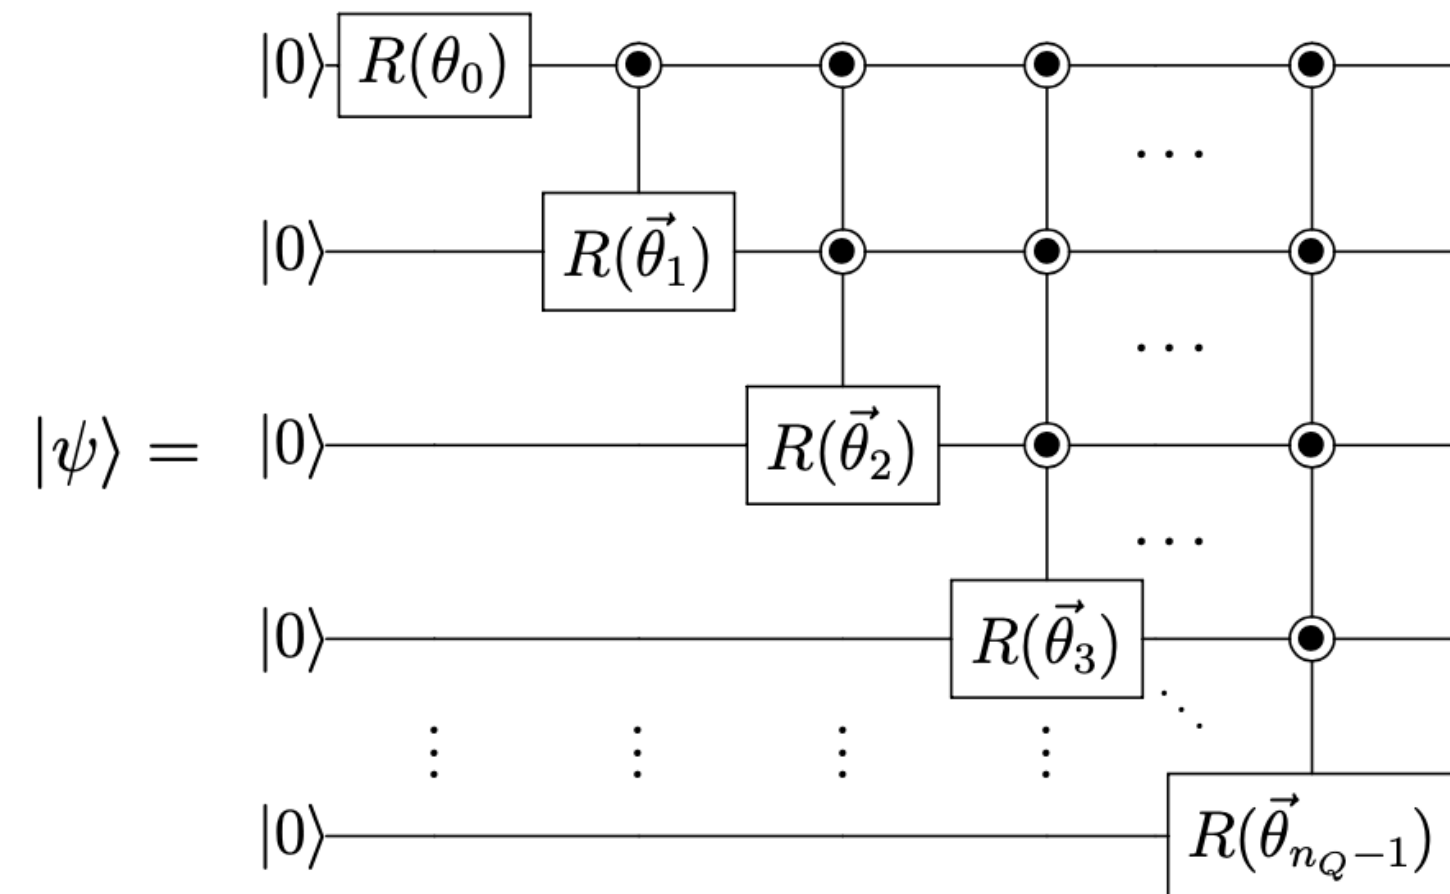 |0⟩ R(θ₀)
...
|0⟩ R(θ⃗₁)
...
|ψ⟩ = |0⟩ R(θ⃗₂)
...
|0⟩ R(θ⃗₃)
|0⟩ R(θ⃗_{n_Q−1})